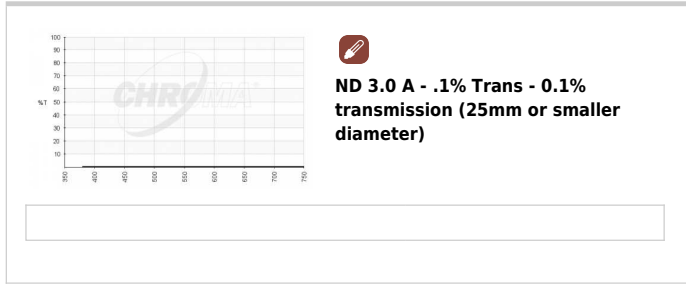 100
90
80
70
60
%T 50
40
30
20
10
350 400 450 500 550 600 650 700 750
CHROMA
ND 3.0 A - .1% Trans - 0.1%
transmission (25mm or smaller
diameter)